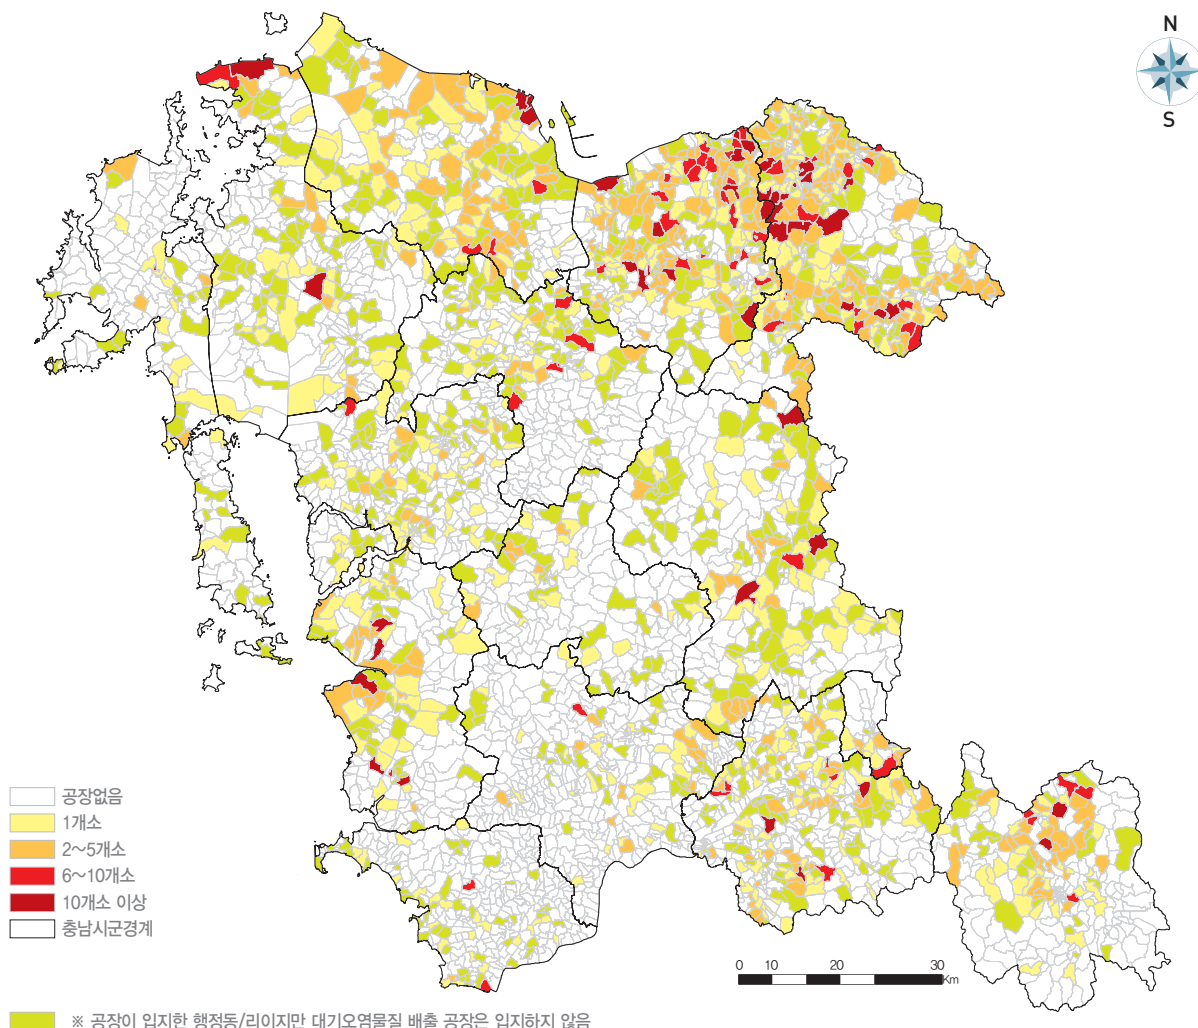 N
S
공장없음
1개소
2~5개소
6~10개소
10개소 이상
충남시군경계
0 10 20 30
Km
※ 공장이 입지한 행정동/리이지만 대기오염물질 배출 공장은 입지하지 않음